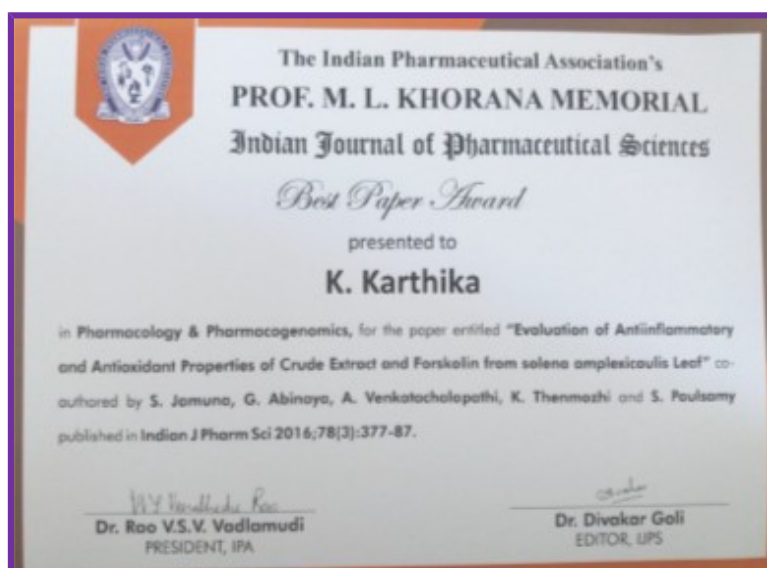 The Indian Pharmaceutical Association's
PROF. M. L. KHORANA MEMORIAL
Indian Journal of Pharmaceutical Sciences
Best Paper Award
presented to
K. Karthika
in Pharmacology & Pharmacogenomics, for the paper entitled "Evaluation of Antiinflammatory
and Antioxidant Properties of Crude Extract and Forskolin from solena amplexicaulis Leaf" co-
authored by S. Jamuna, G. Abinaya, A. Venkatachalapathi, K. Thenmozhi and S. Paulsamy
published in Indian J Pharm Sci 2016;78(3):377-87.
Dr. Rao V.S.V. Vadlamudi
PRESIDENT, IPA
Dr. Divakar Goli
EDITOR, IJPS